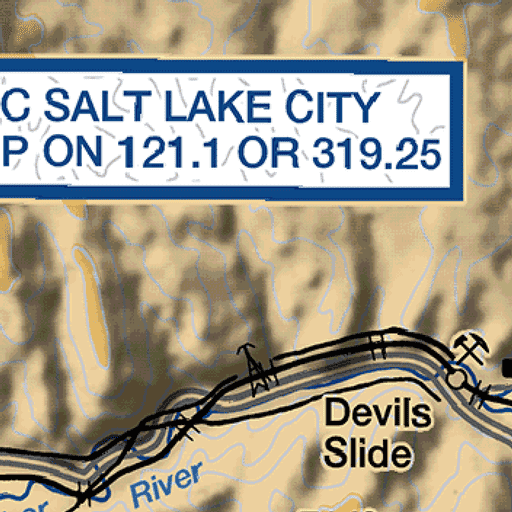 C SALT LAKE CITY
P ON 121.1 OR 319.25
Devils
Slide
River